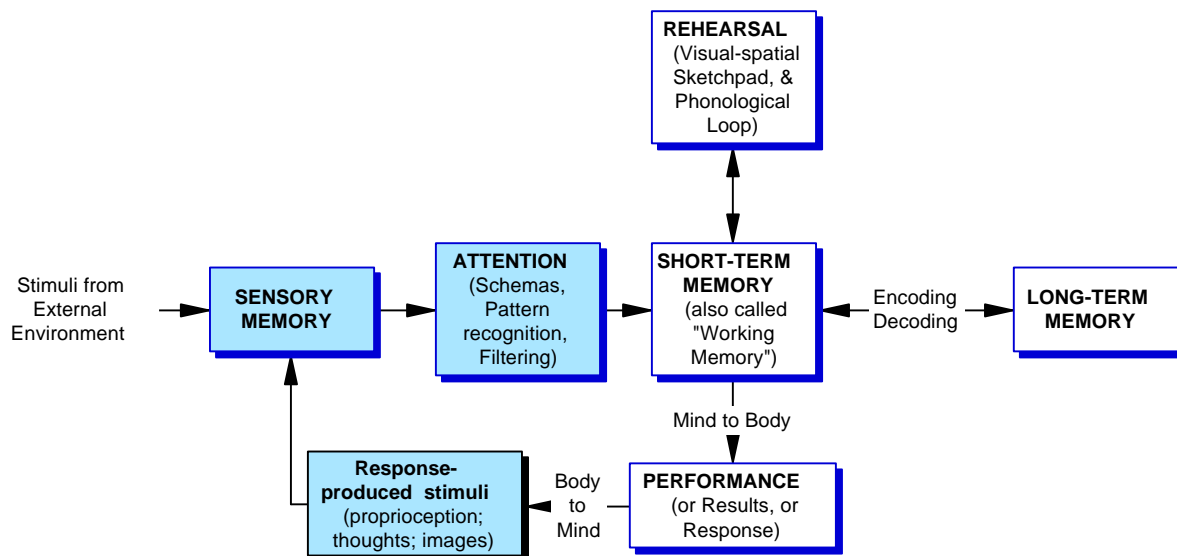 REHEARSAL
(Visual-spatial
Sketchpad, &
Phonological
Loop)
Stimuli from
External
Environment
SENSORY
MEMORY
ATTENTION
(Schemas,
Pattern
recognition,
Filtering)
SHORT-TERM
MEMORY
(also called
"Working
Memory")
Encoding
Decoding
LONG-TERM
MEMORY
Mind to Body
Response-
produced stimuli
(proprioception;
thoughts; images)
Body
to
Mind
PERFORMANCE
(or Results, or
Response)